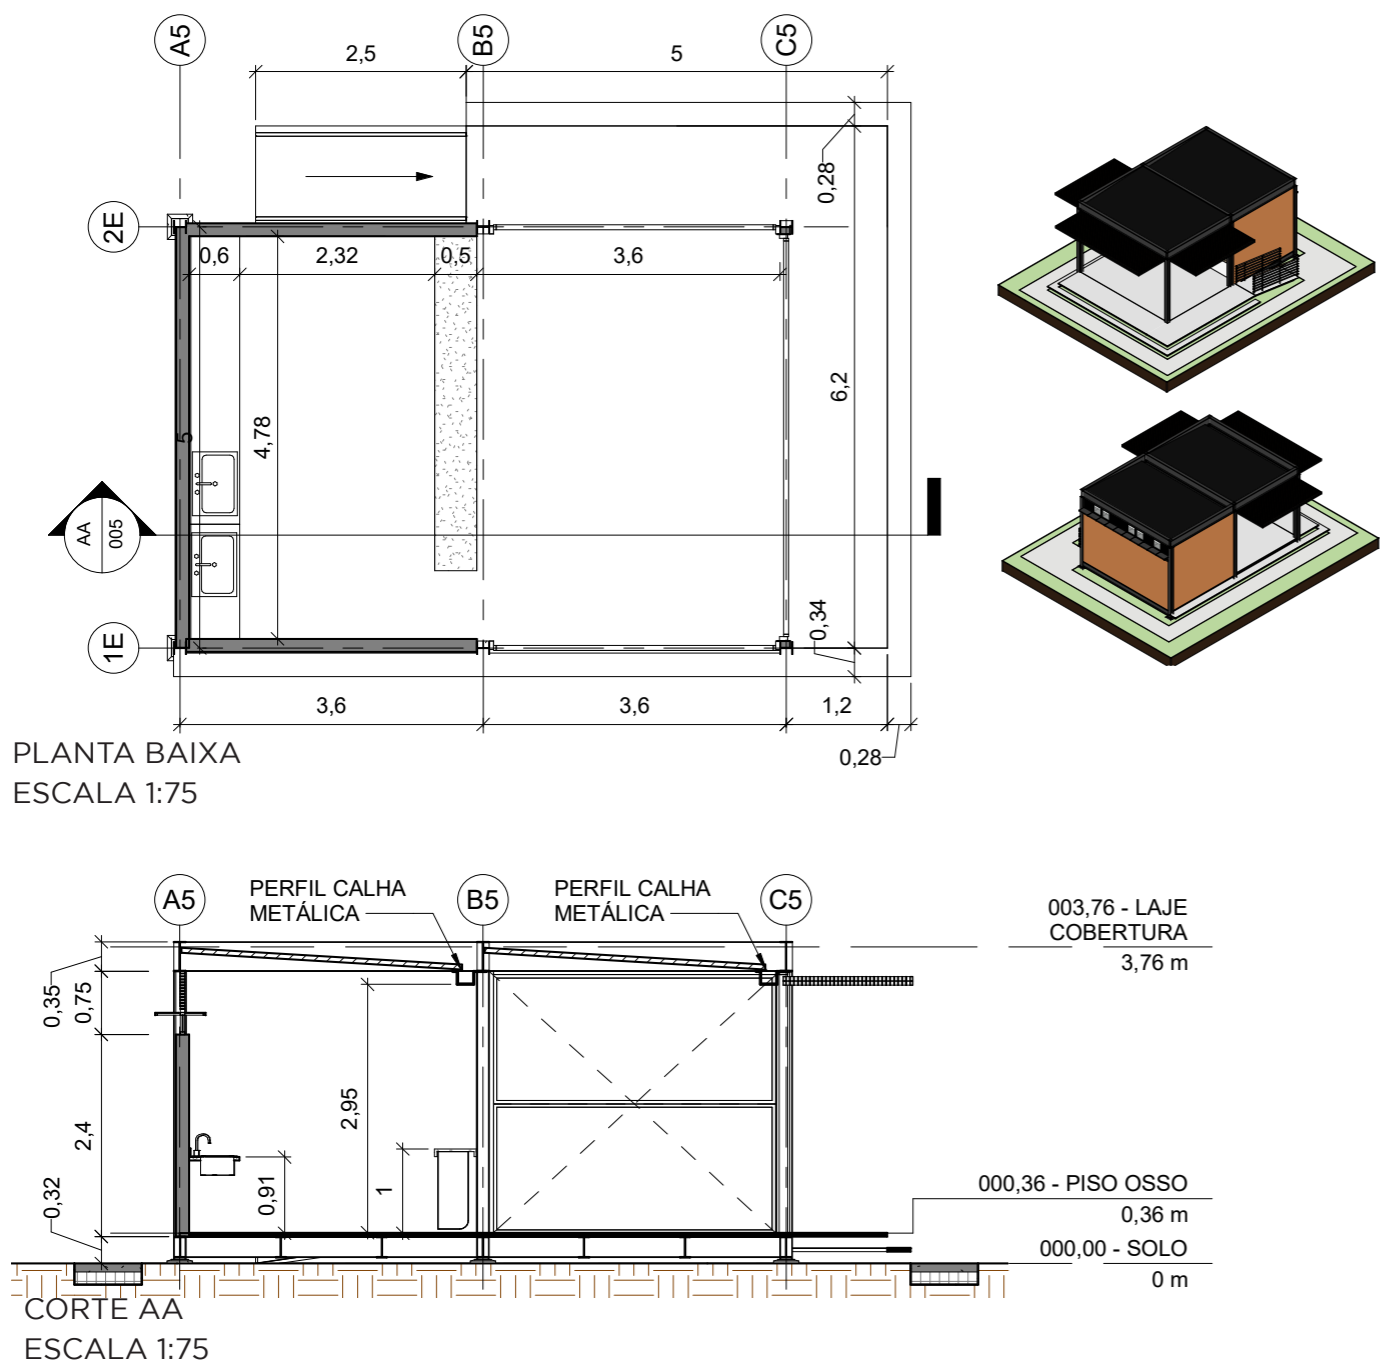 A5
B5
C5
2,5
5
0,28
2E
0,6
2,32
0,5
3,6
6,2
5
4,78
AA
005
0,34
1E
3,6
3,6
1,2
0,28
PLANTA BAIXA
ESCALA 1:75
A5
PERFIL CALHA
METÁLICA
B5
PERFIL CALHA
METÁLICA
C5
003,76 - LAJE
COBERTURA
3,76 m
0,35
0,75
2,95
2,4
0,91
1
0,32
000,36 - PISO OSSO
0,36 m
000,00 - SOLO
0 m
CORTE AA
ESCALA 1:75